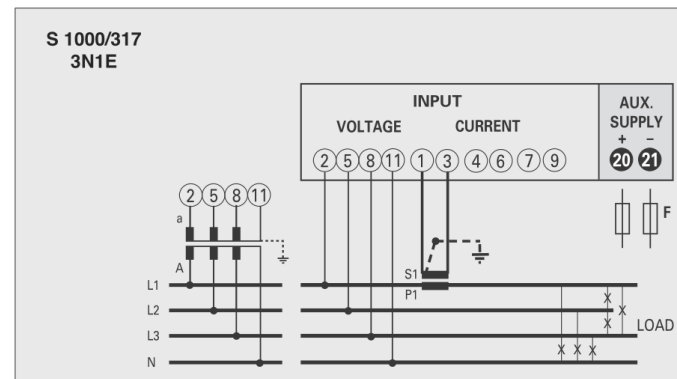 S 1000/317
3N1E
INPUT
AUX.
SUPPLY
VOLTAGE CURRENT
+ −
2 5 8 11 1 3 4 6 7 9 20 21
2 5 8 11
F
a
A
S1
P1
L1
L2
L3
LOAD
N